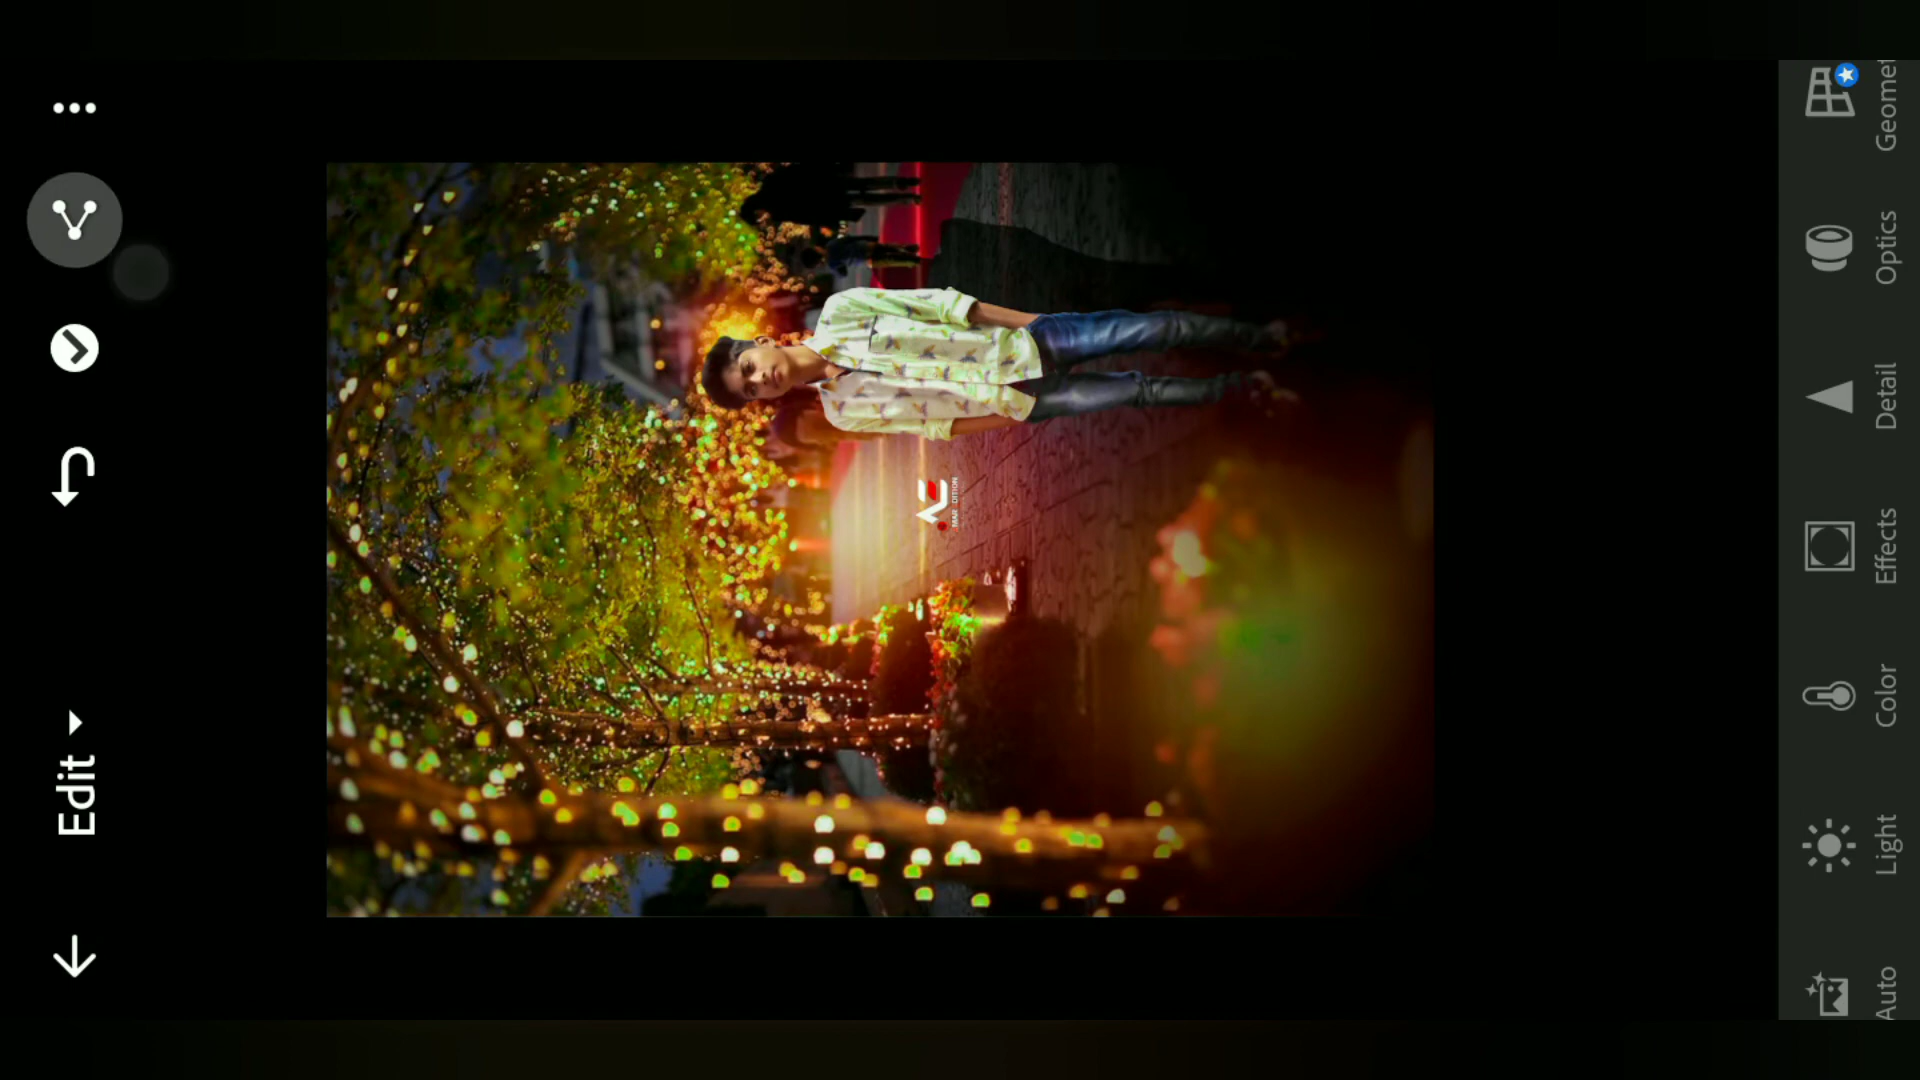 Edit
Auto
Light
Color
Effects
Detail
Optics
Geomet